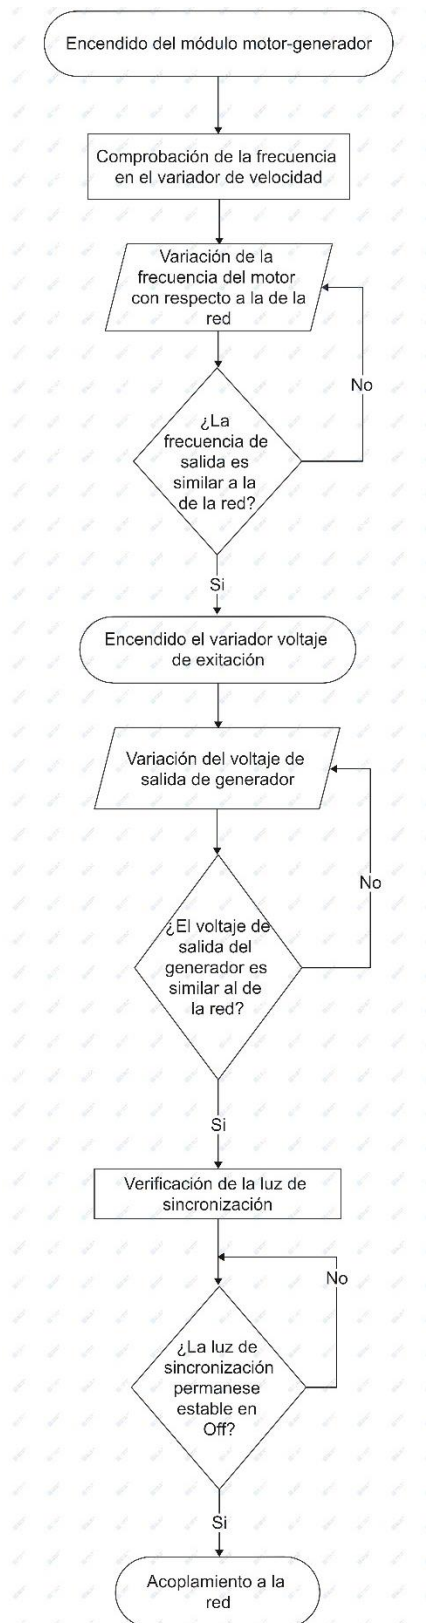 Encendido del módulo motor-generador
Comprobación de la frecuencia
en el variador de velocidad
Variación de la
frecuencia del motor
con respecto a la de la
red
No
¿La
frecuencia de
salida es
similar a la
de la red?
Si
Encendido el variador voltaje
de exitación
Variación del voltaje de
salida de generador
No
¿El voltaje de
salida del
generador es
similar al de
la red?
Si
Verificación de la luz de
sincronización
No
¿La luz de
sincronización
permanese
estable en
Off?
Si
Acoplamiento a la
red